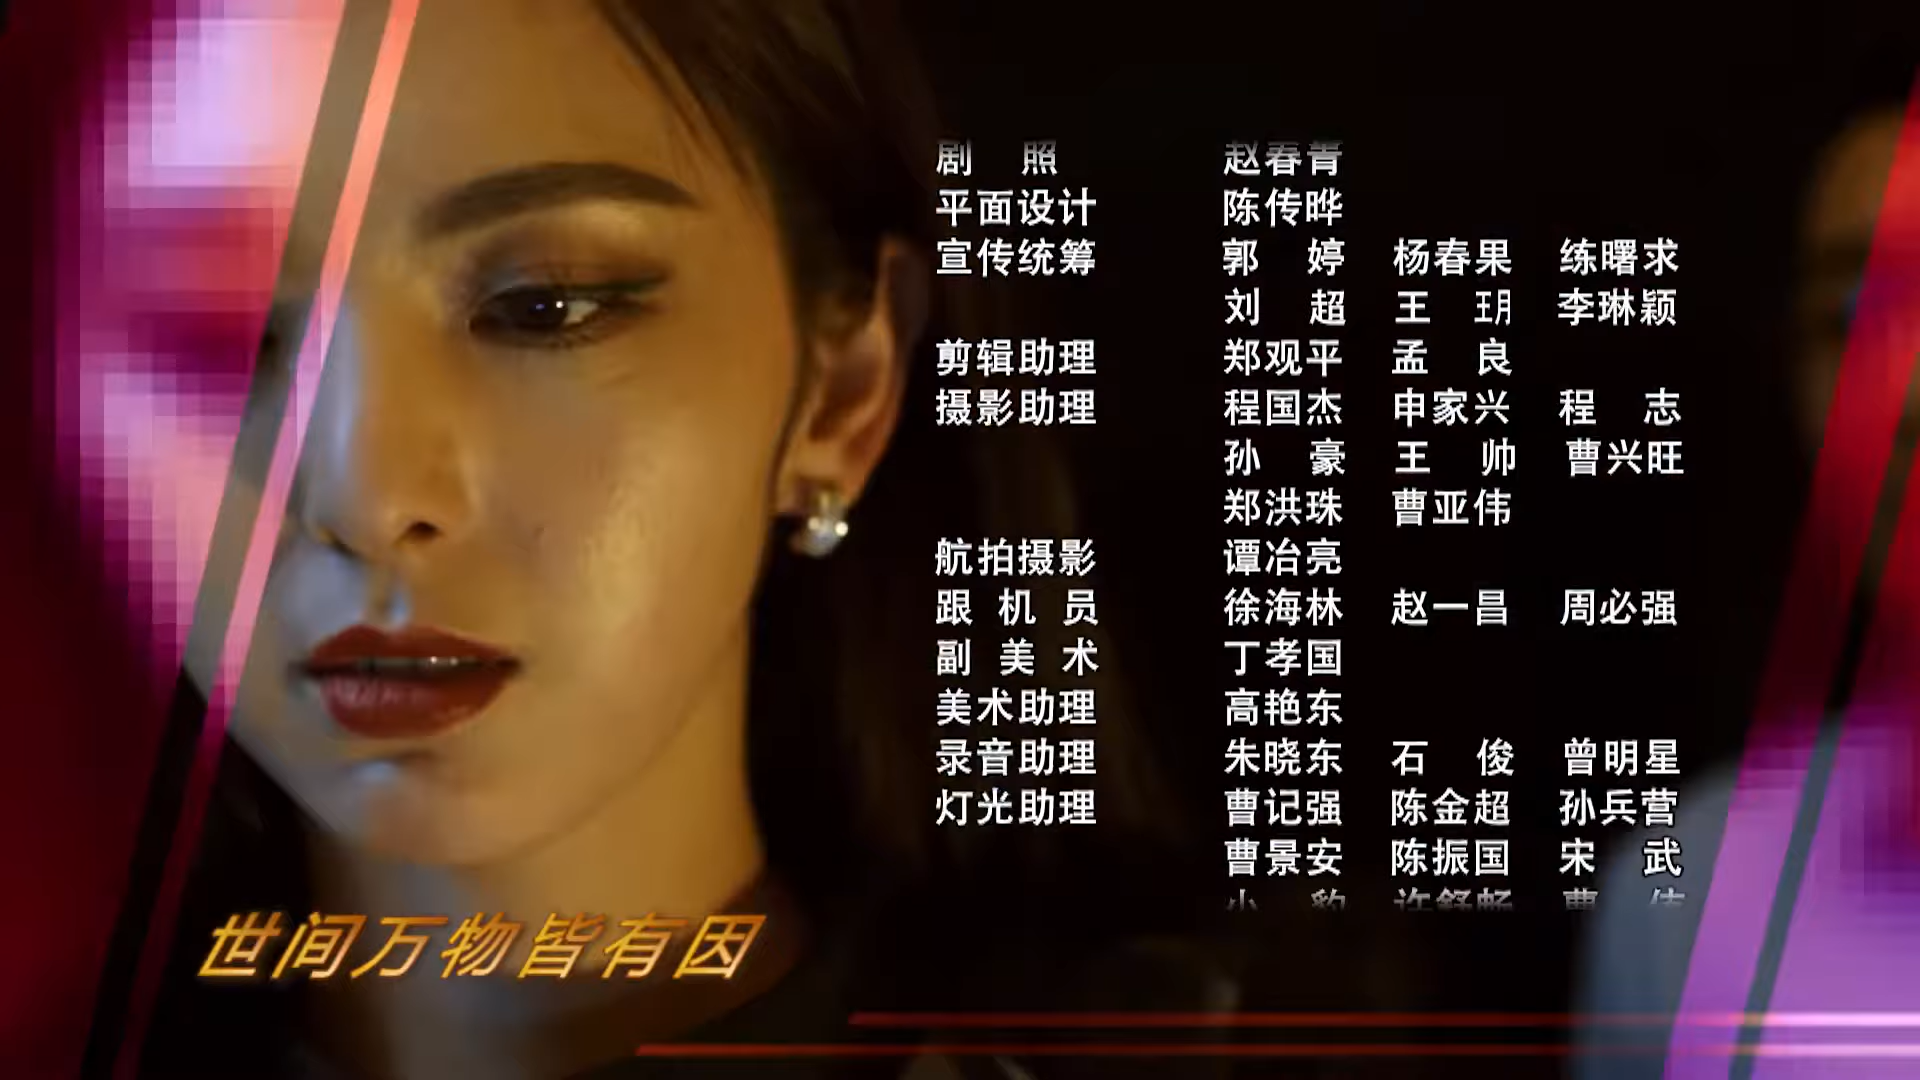 剧 照 赵春菁
平面设计 陈传晔
宣传统筹 郭 婷 杨春果 练曙求
刘 超 王 玥 李琳颖
剪辑助理 郑观平 孟 良
摄影助理 程国杰 申家兴 程 志
孙 豪 王 帅 曹兴旺
郑洪珠 曹亚伟
航拍摄影 谭冶亮
跟 机 员 徐海林 赵一昌 周必强
副 美 术 丁孝国
美术助理 高艳东
录音助理 朱晓东 石 俊 曾明星
灯光助理 曹记强 陈金超 孙兵营
曹景安 陈振国 宋 武
世间万物皆有因